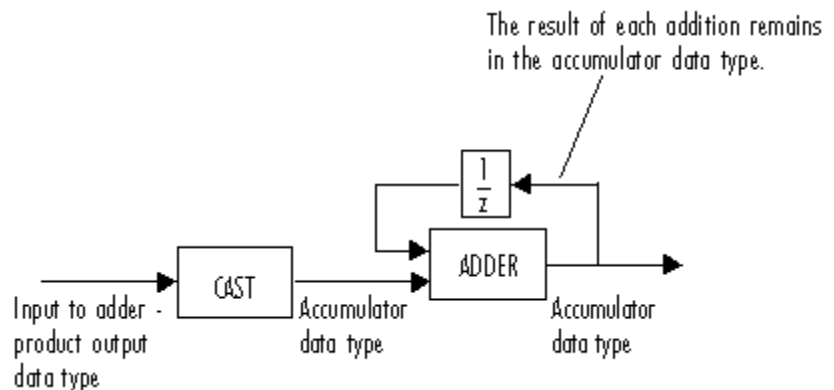 The result of each addition remains
in the accumulator data type.
1
z
ADDER
CAST
Input to adder -
product output
data type
Accumulator
data type
Accumulator
data type